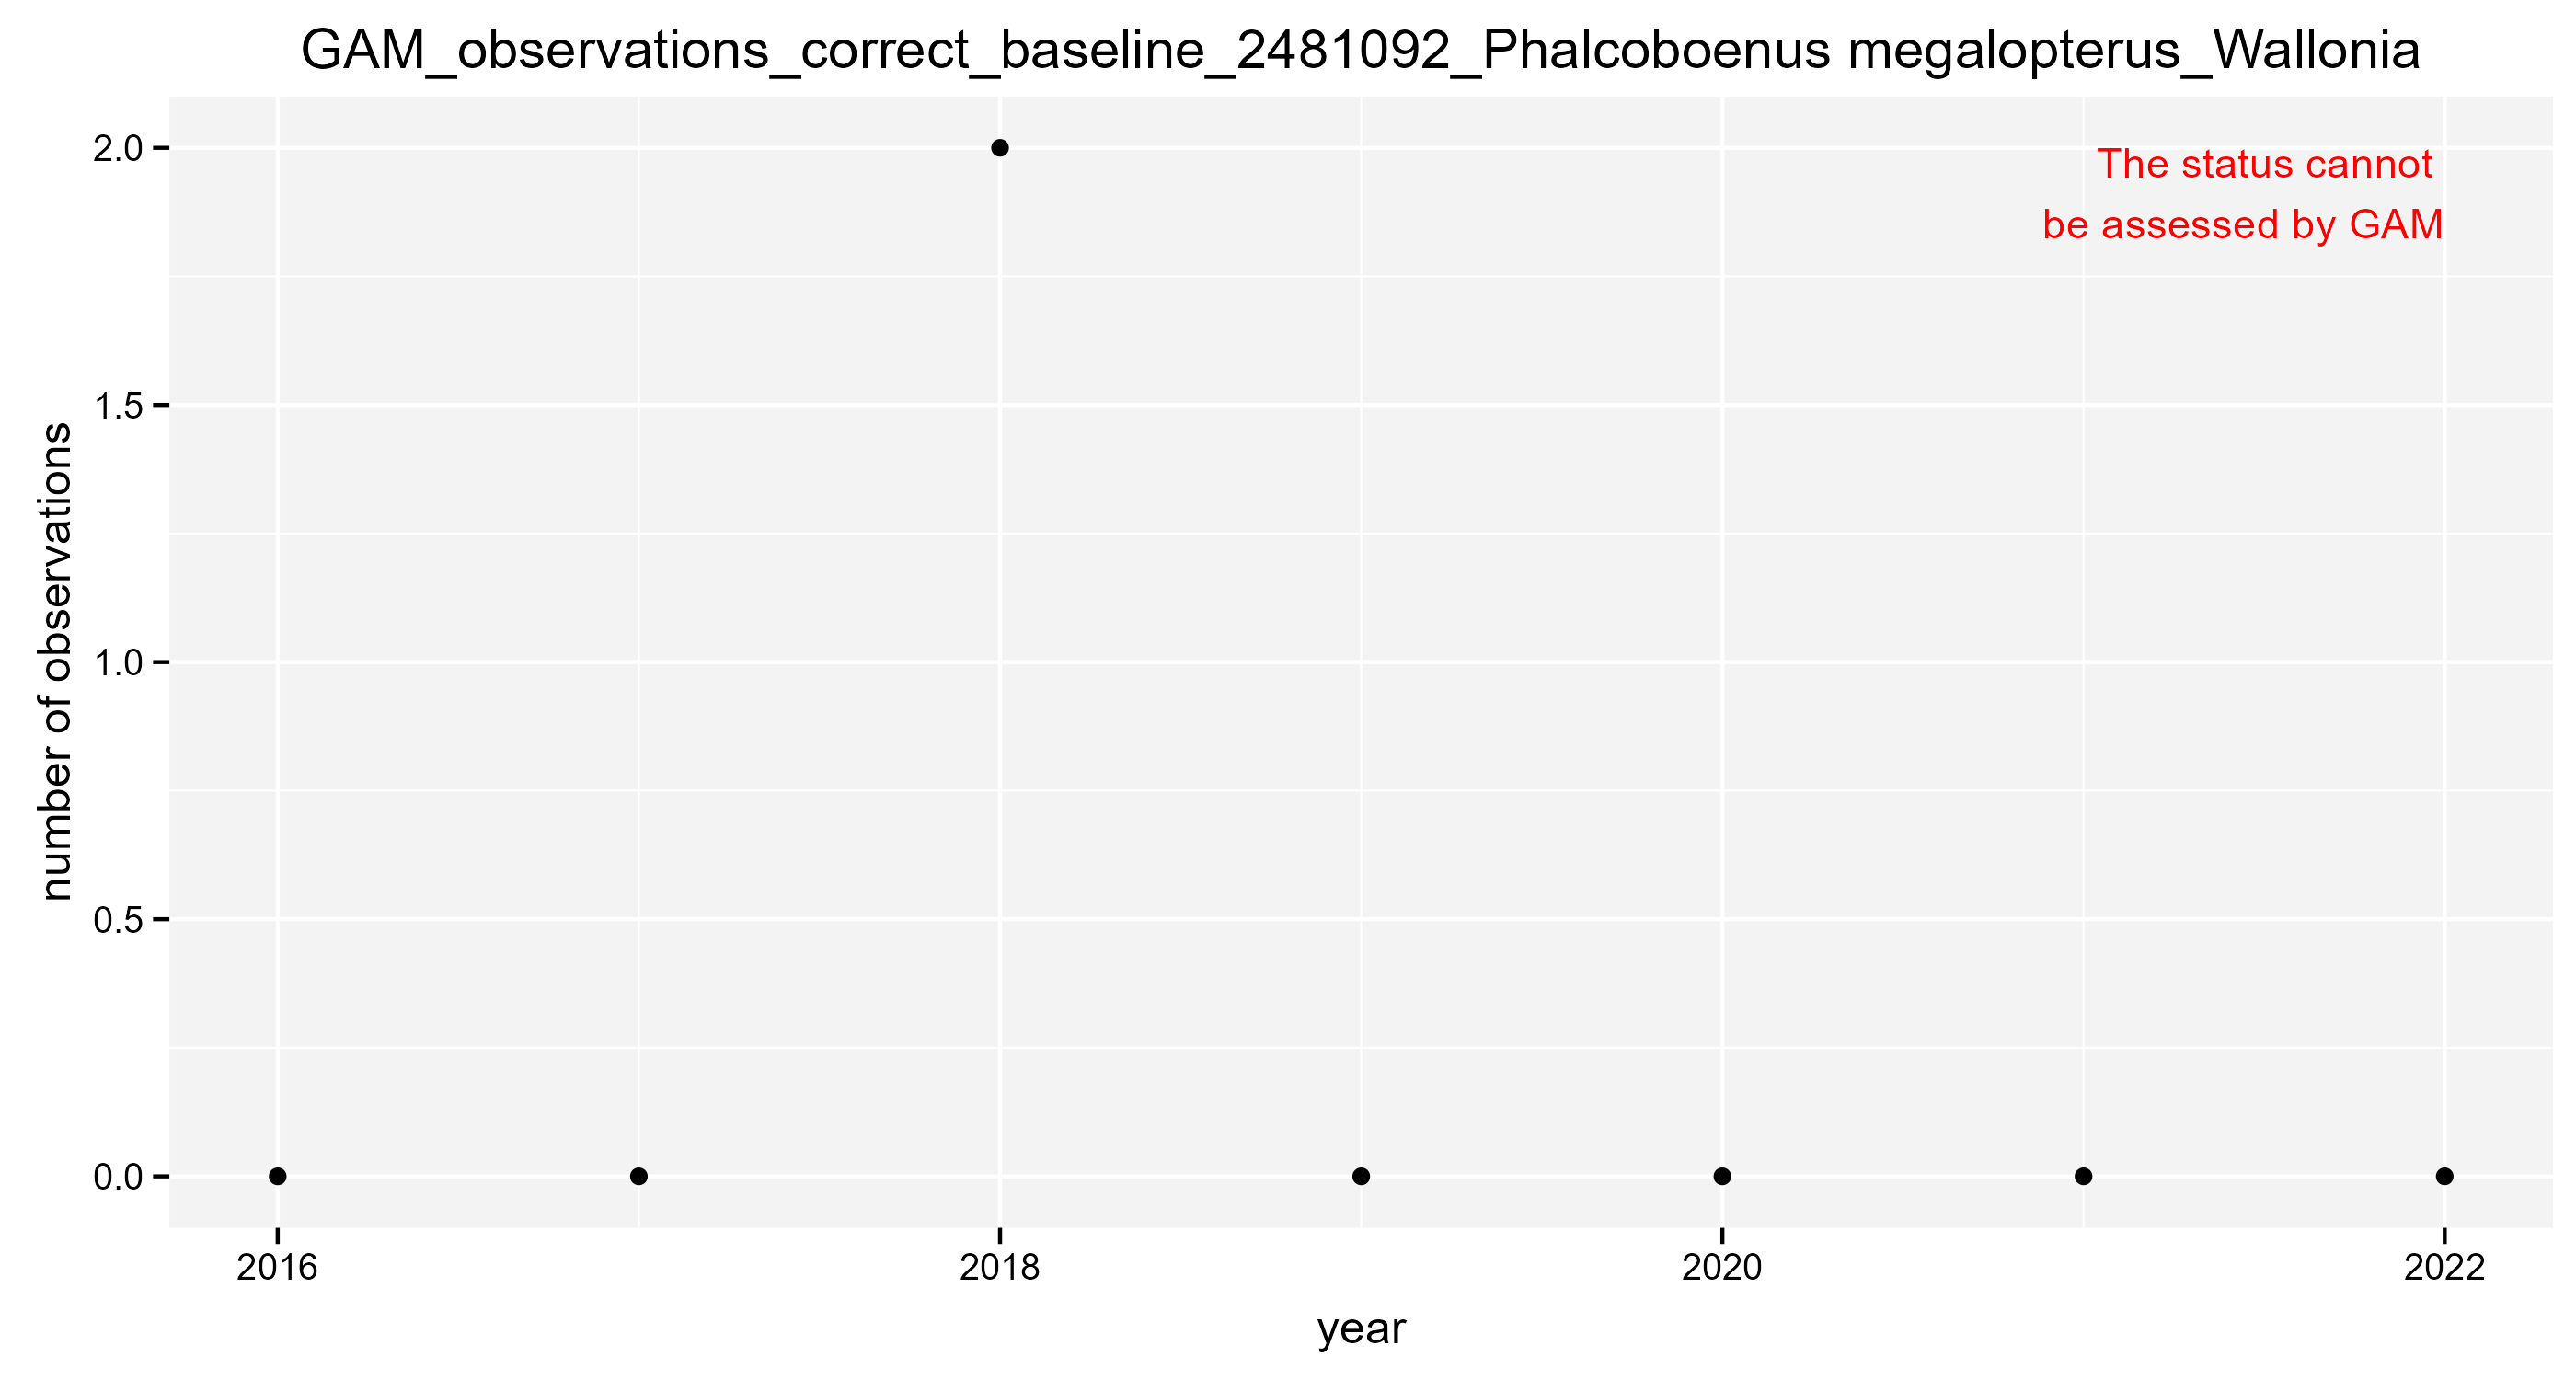 GAM_observations_correct_baseline_2481092_Phalcoboenus megalopterus_Wallonia
The status cannot
be assessed by GAM
number of observations
2.0
1.5
1.0
0.5
0.0
2016
2018
2020
2022
year